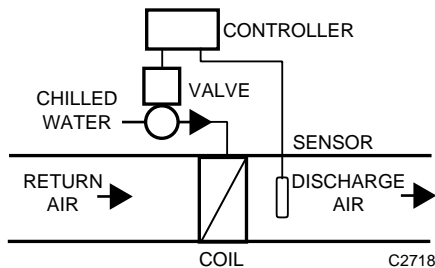 CONTROLLER
VALVE
CHILLED
WATER
SENSOR
RETURN
AIR
DISCHARGE
AIR
COIL
C2718